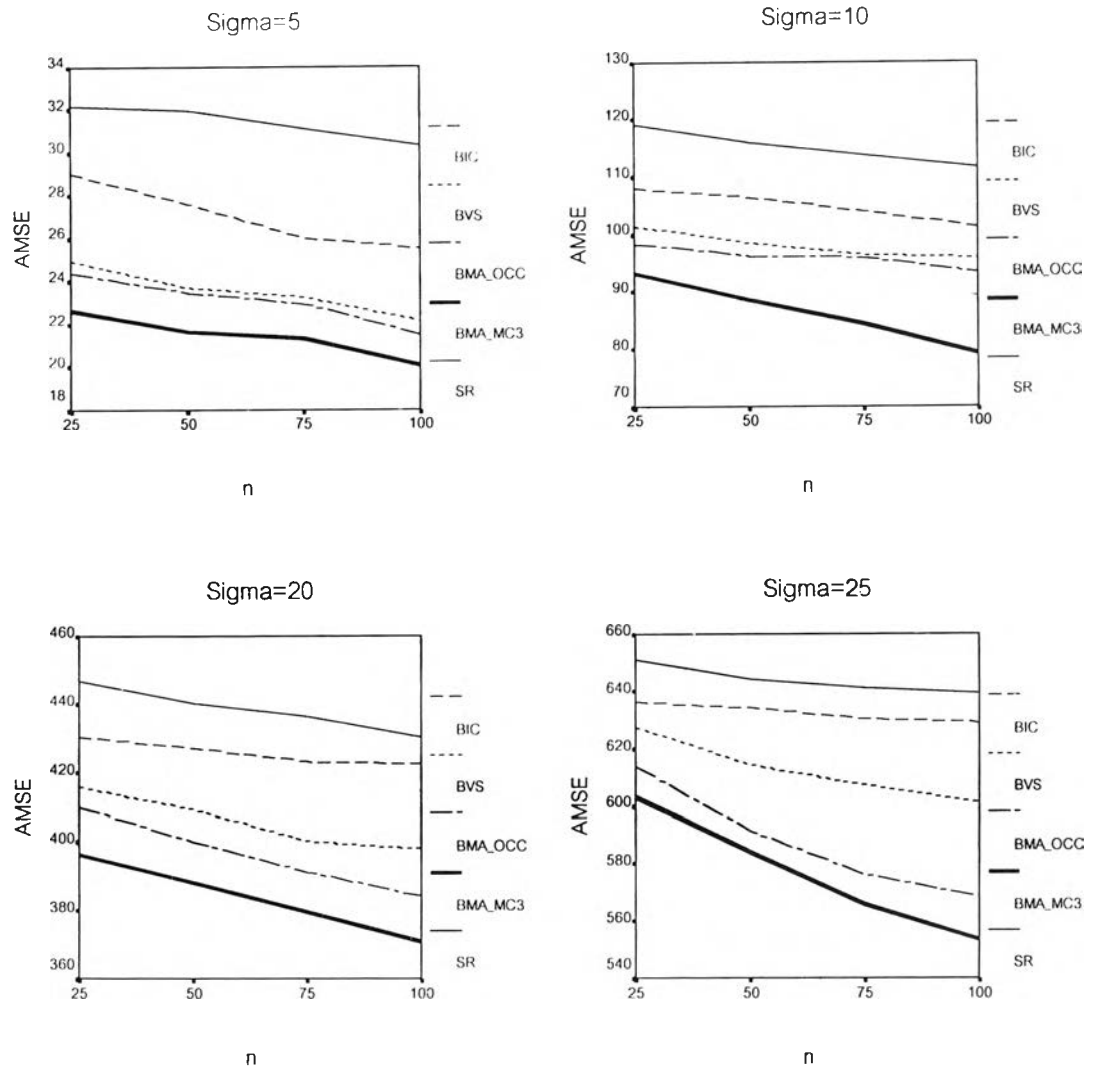 Sigma=5
34
32
30
28
26
24
22
20
18
AMSE
25
50
75
100
n
BIC
BVS
BMA_OCC
BMA_MC3
SR
Sigma=10
130
120
110
100
90
80
70
AMSE
25
50
75
100
n
BIC
BVS
BMA_OCC
BMA_MC3
SR
Sigma=20
460
440
420
400
380
360
AMSE
25
50
75
100
n
BIC
BVS
BMA_OCC
BMA_MC3
SR
Sigma=25
660
640
620
600
580
560
540
AMSE
25
50
75
100
n
BIC
BVS
BMA_OCC
BMA_MC3
SR